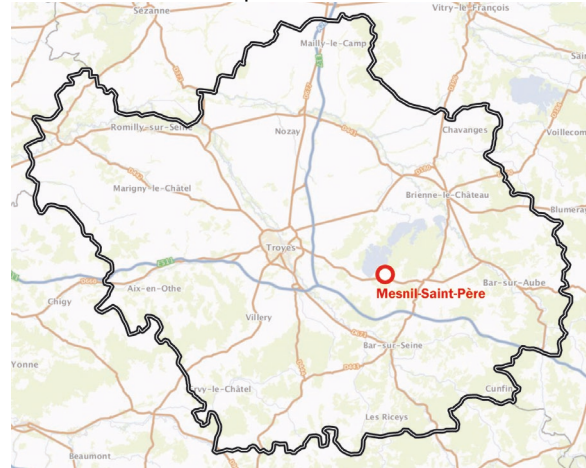 Sézanne
Vitry-le-François
Mailly-le-Camp
Romilly-sur-Seine
Nozay
Chavanges
Voillecom
Marigny-le-Châtel
Brienne-le-Château
Blumeray
Troyes
Mesnil-Saint-Père
Bar-sur-Aube
Aix-en-Othe
Chigy
Villery
Bar-sur-Seine
Yonne
rvy-le-Châtel
Cunfin
Les Riceys
Beaumont